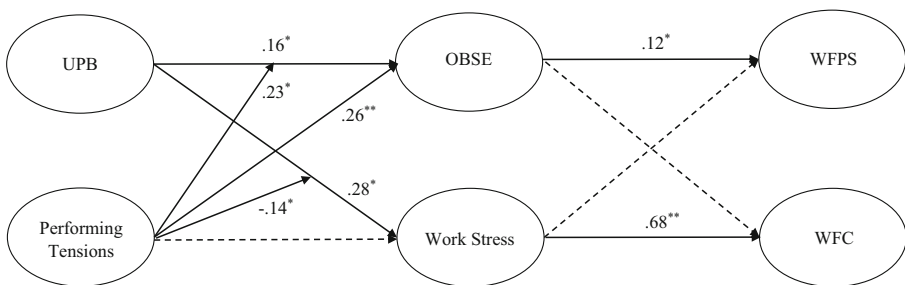 UPB
.16*
OBSE
.12*
WFPS
.23*
.26**
Performing
Tensions
-.14*
.28*
Work Stress
.68**
WFC